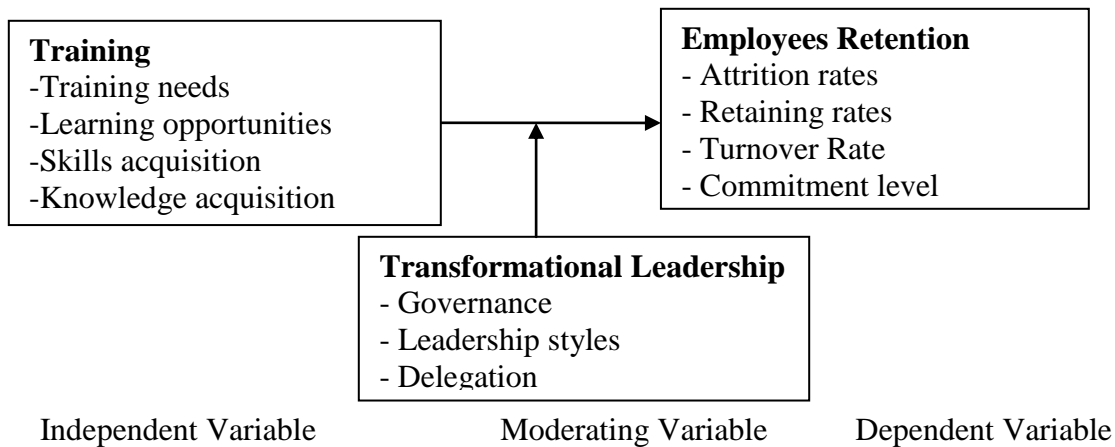 Training
-Training needs
-Learning opportunities
-Skills acquisition
-Knowledge acquisition
Employees Retention
- Attrition rates
- Retaining rates
- Turnover Rate
- Commitment level
Transformational Leadership
- Governance
- Leadership styles
- Delegation
Independent Variable Moderating Variable Dependent Variable